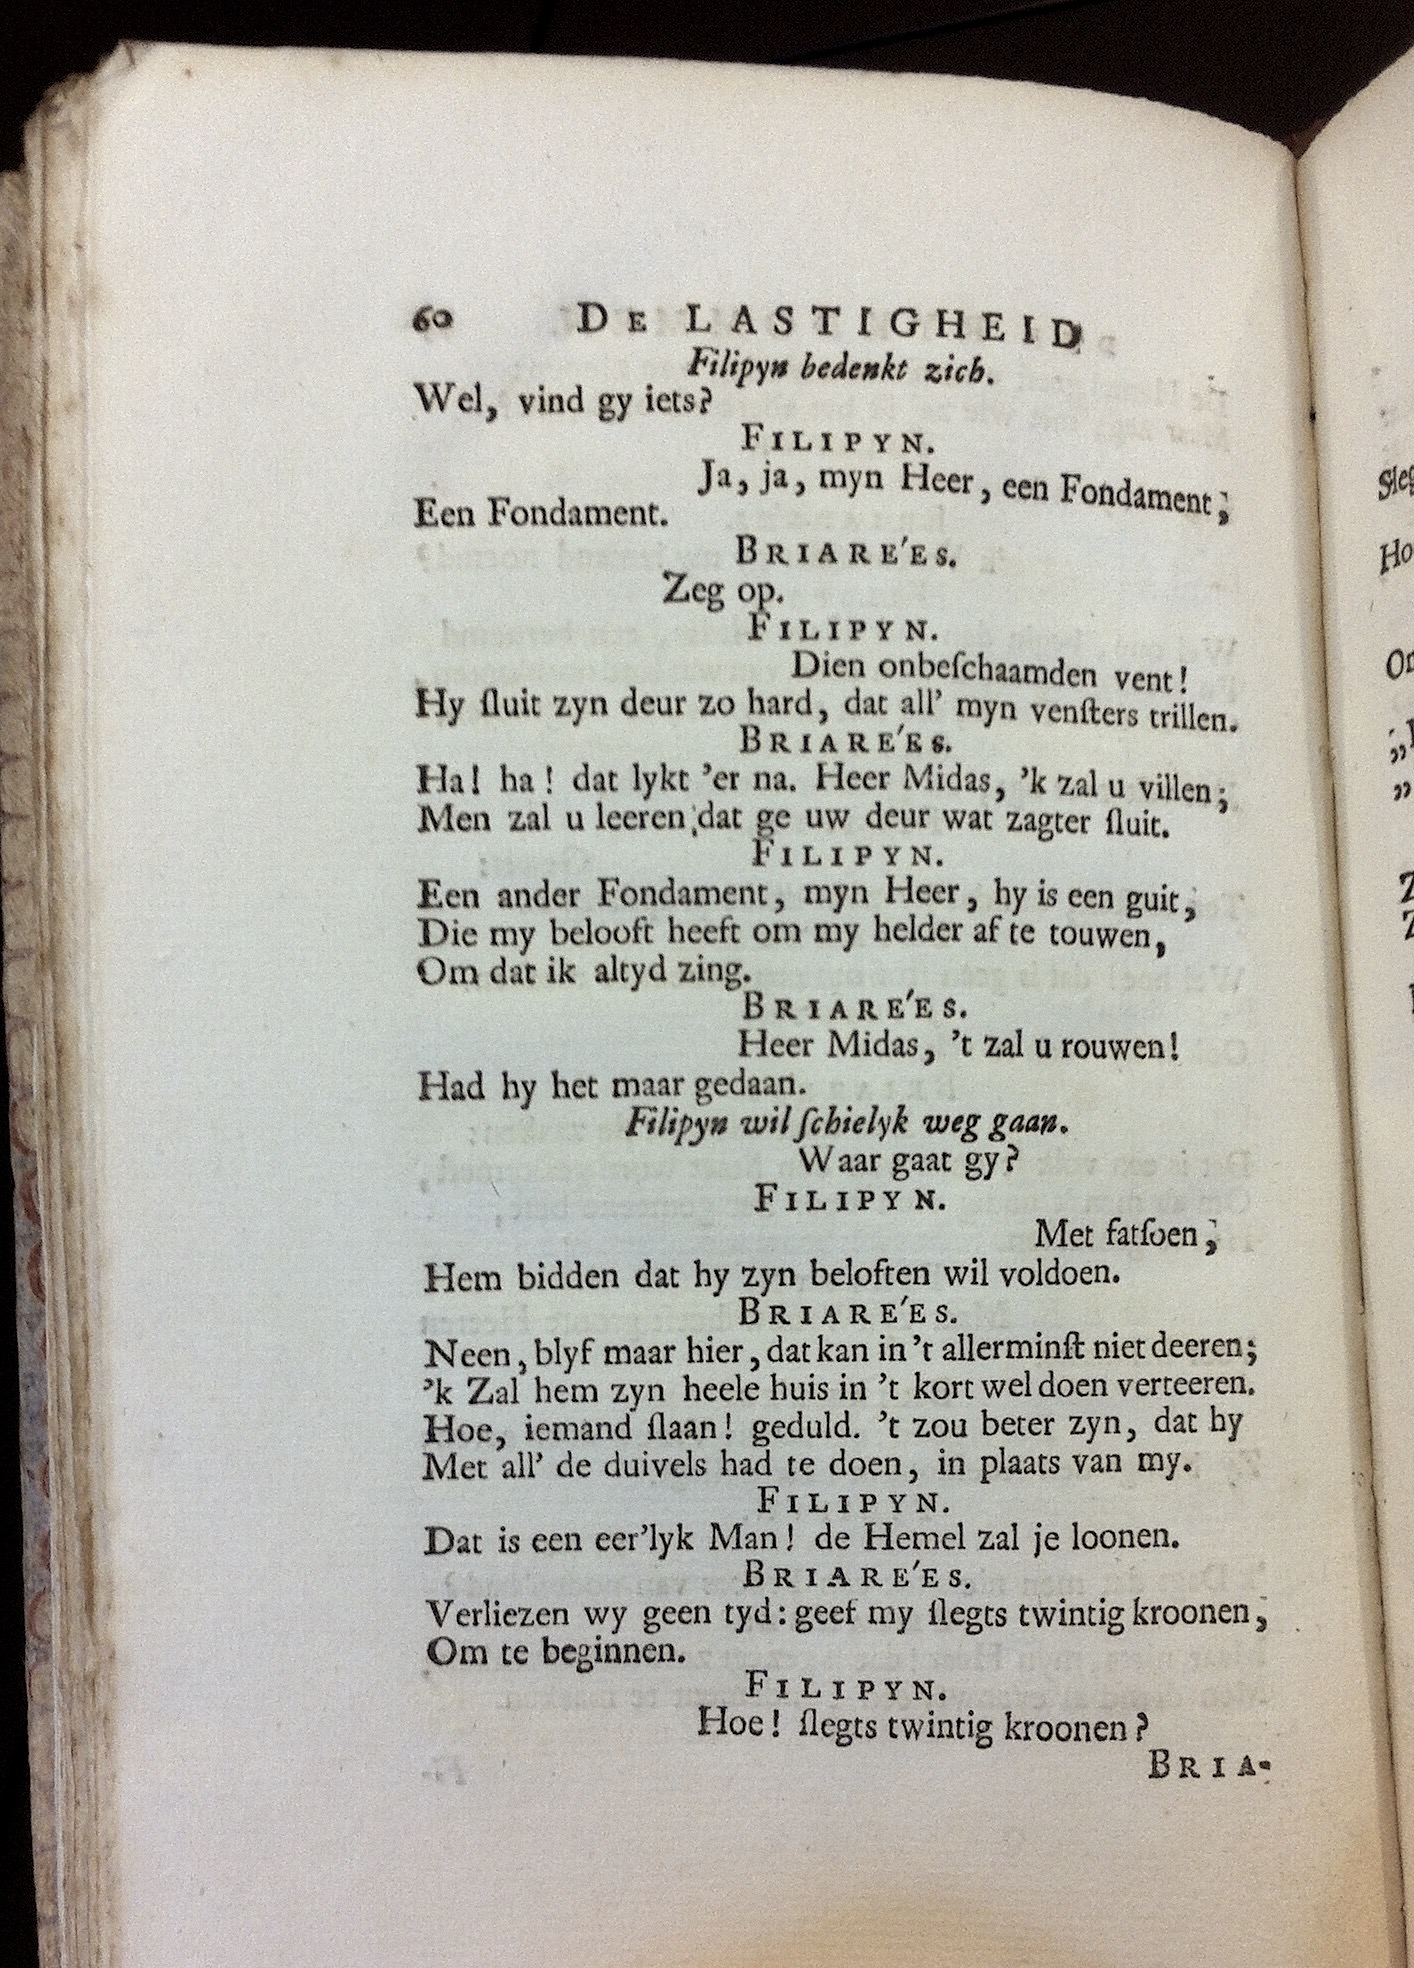 60 DE LASTIGHEID
Filipyn bedenkt zich.
Wel, vind gy iets?
FILIPYN.
Ja, ja, myn Heer, een Fondament;
Een Fondament.
BRIARE´ES.
Zeg op.
FILIPYN.
Dien onbeſchaamden vent!
Hy ſluit zyn deur zo hard, dat all’ myn venſters trillen.
BRIARE´ES.
Ha! ha! dat lykt ’er na. Heer Midas, ’k zal u villen;
Men zal u leeren dat ge uw deur wat zagter ſluit.
FILIPYN.
Een ander Fondament, myn Heer, hy is een guit,
Die my belooft heeft om my helder af te touwen,
Om dat ik altyd zing.
BRIARE´ES.
Heer Midas, ’t zal u rouwen!
Had hy het maar gedaan.
Filipyn wil ſchielyk weg gaan.
Waar gaat gy?
FILIPYN.
Met fatſoen,
Hem bidden dat hy zyn beloften wil voldoen.
BRIARE´ES.
Neen, blyf maar hier, dat kan in ’t allerminſt niet deeren;
’k Zal hem zyn heele huis in ’t kort wel doen verteeren.
Hoe, iemand ſlaan! geduld. ’t zou beter zyn, dat hy
Met all’ de duivels had te doen, in plaats van my.
FILIPYN.
Dat is een eer’lyk Man! de Hemel zal je loonen.
BRIARE´ES.
Verliezen wy geen tyd: geef my ſlegts twintig kroonen,
Om te beginnen.
FILIPYN.
Hoe! ſlegts twintig kroonen?
BRIA-